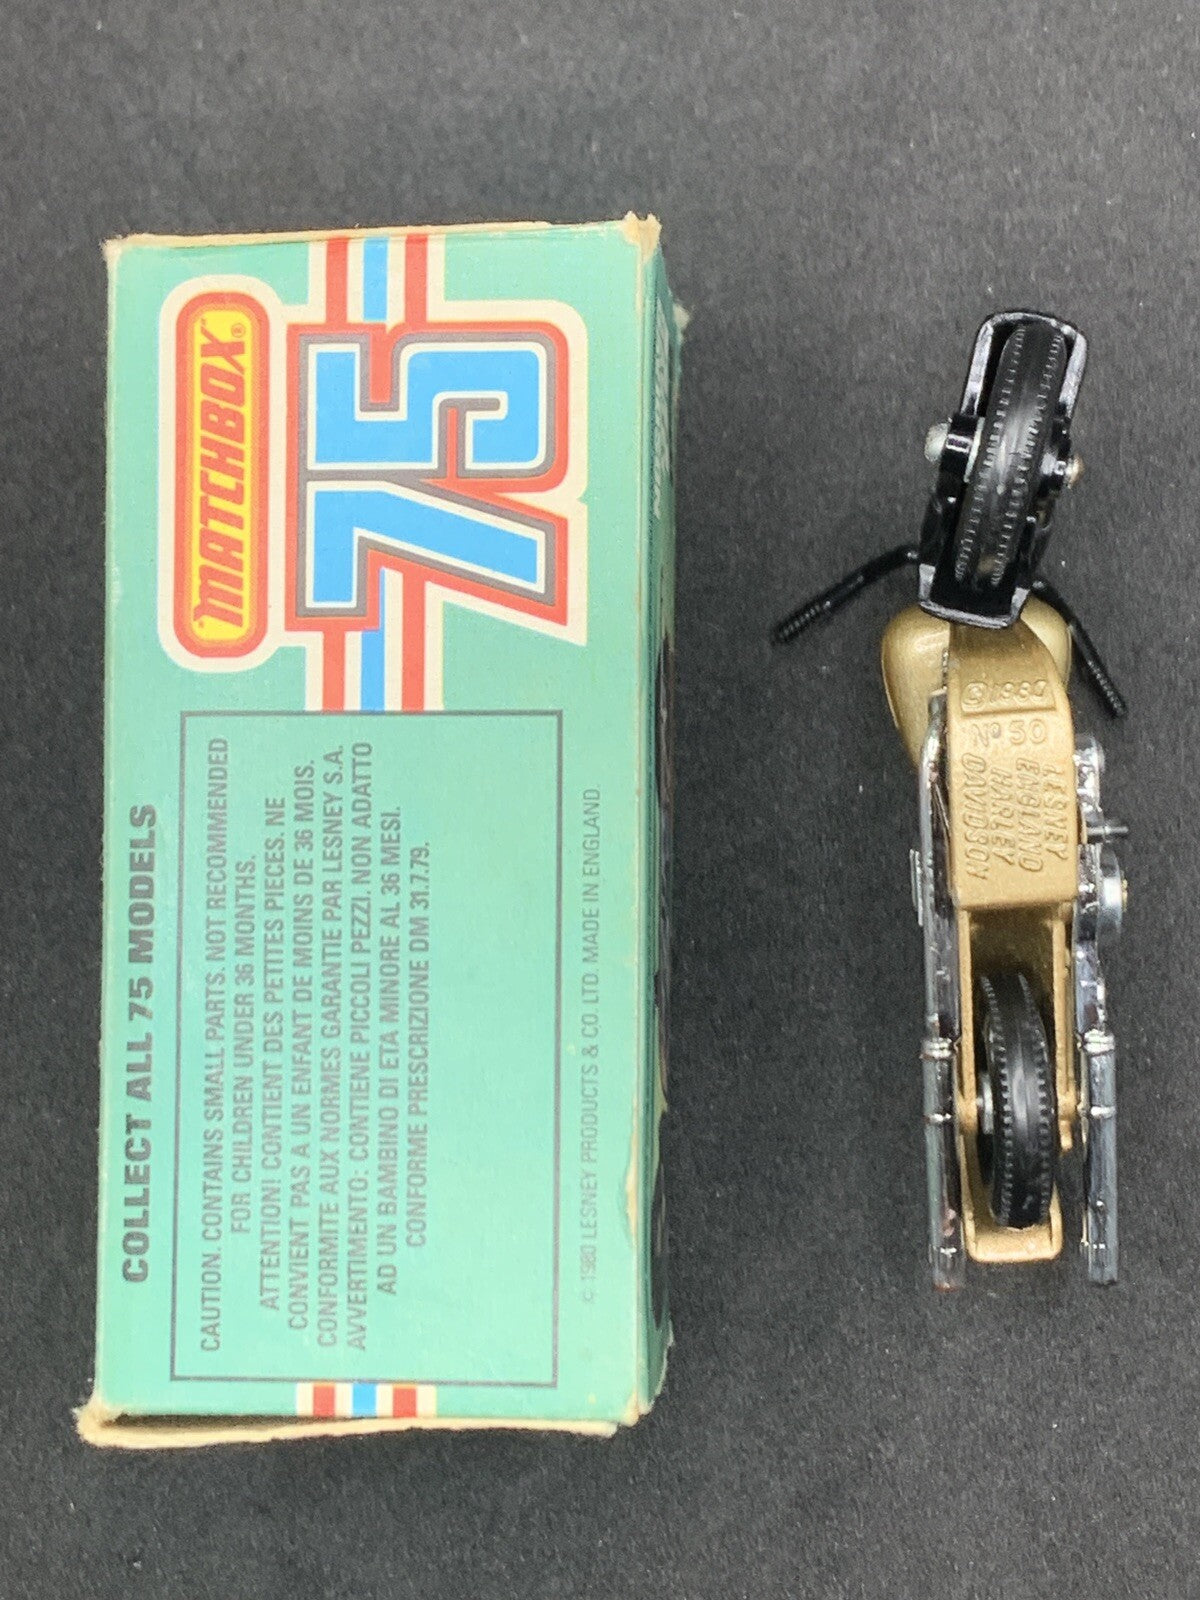 MATCHBOX®
75
COLLECT ALL 75 MODELS
CAUTION. CONTAINS SMALL PARTS. NOT RECOMMENDED
FOR CHILDREN UNDER 36 MONTHS.
ATTENTION! CONTIENT DES PETITES PIECES. NE
CONVIENT PAS A UN ENFANT DE MOINS DE 36 MOIS.
CONFORMITE AUX NORMES GARANTIE PAR LESNEY S.A.
AVVERTIMENTO: CONTIENE PICCOLI PEZZI. NON ADATTO
AD UN BAMBINO DI ETA MINORE AL 36 MESI.
CONFORME PRESCRIZIONE DM 31.7.79.
© 1980 LESNEY PRODUCTS & CO. LTD. MADE IN ENGLAND
©1980
Nº 50
LESNEY
ENGLAND
HARLEY
DAVIDSON